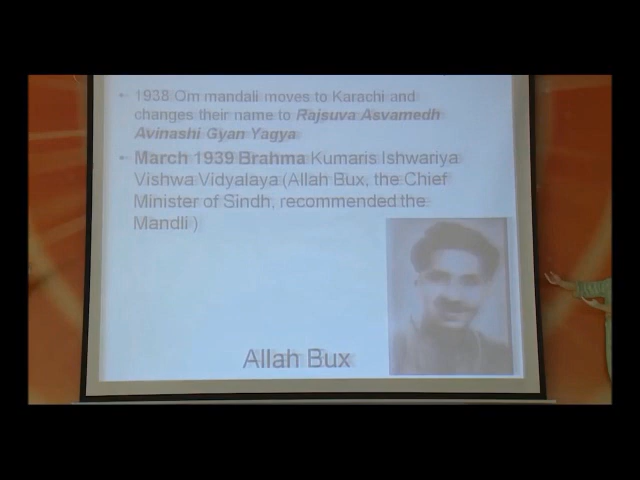 • 1938 Om mandali moves to Karachi and
changes their name to Rajsuva Asvamedh
Avinashi Gyan Yagya
• March 1939 Brahma Kumaris Ishwariya
Vishwa Vidyalaya (Allah Bux, the Chief
Minister of Sindh, recommended the
Mandli )
Allah Bux